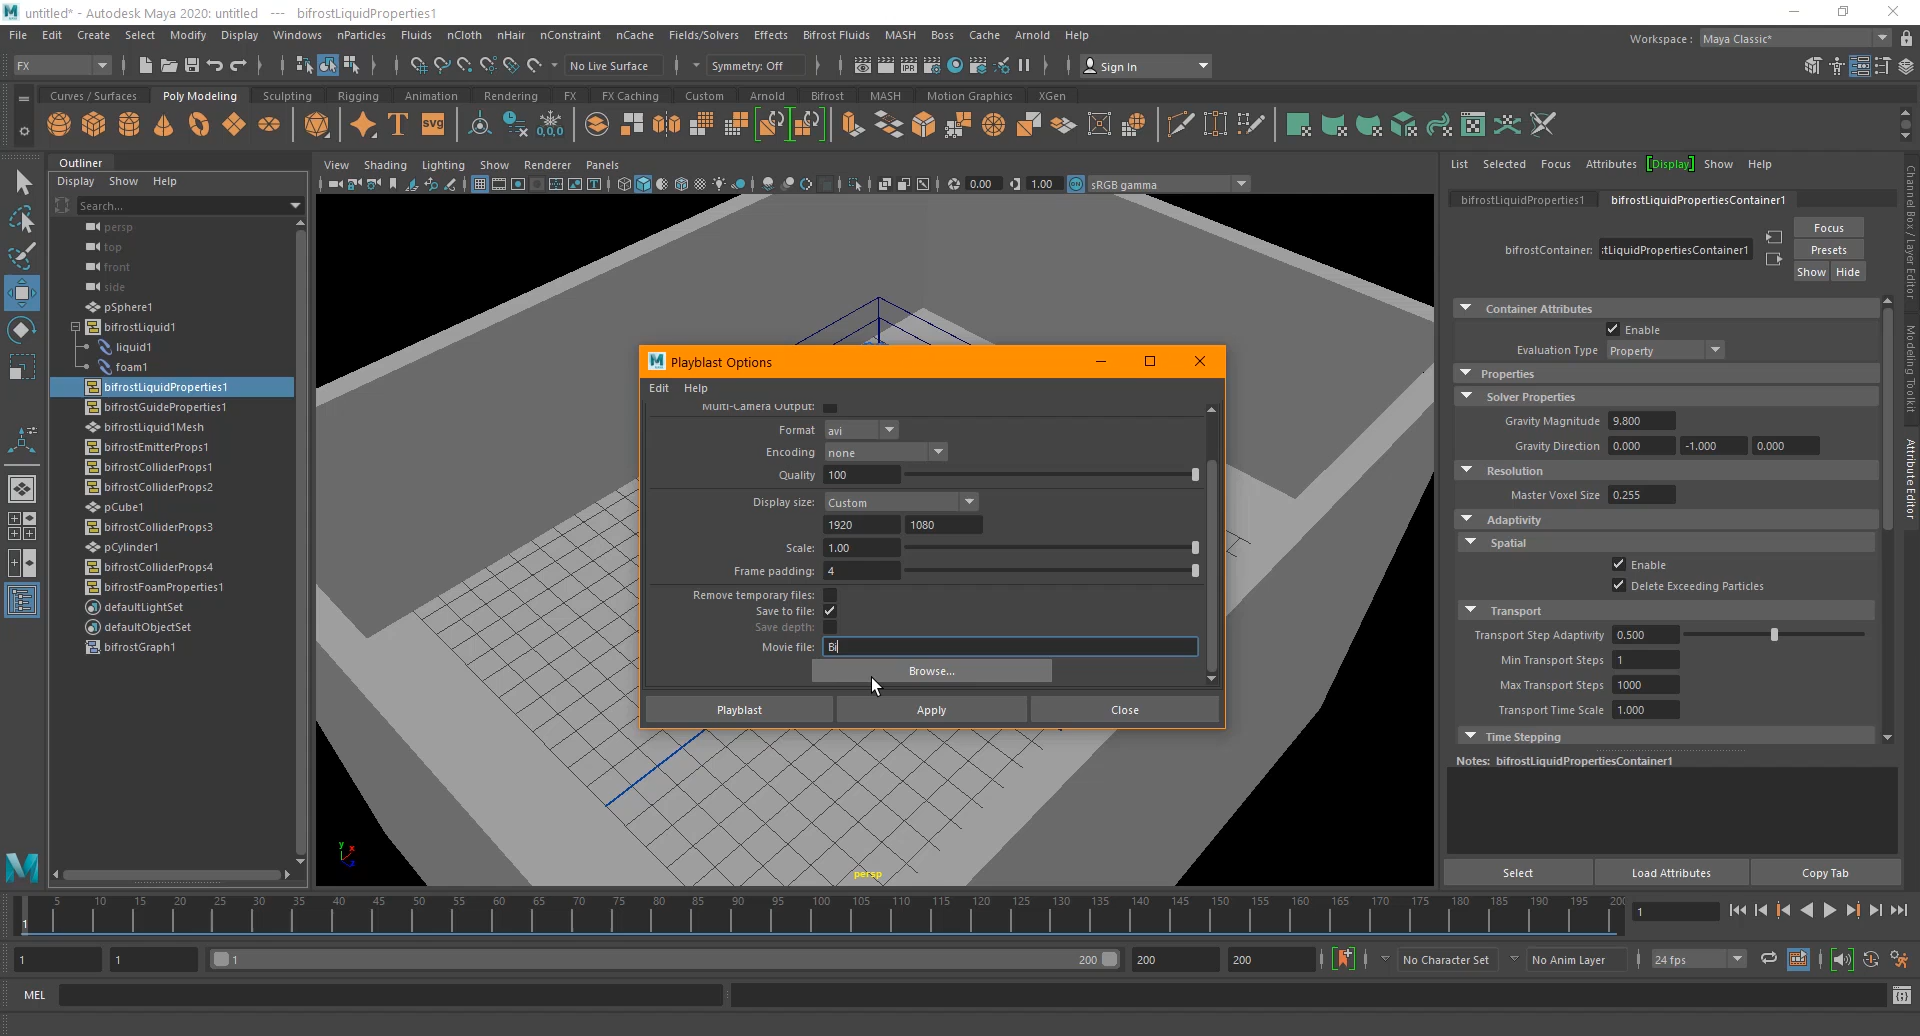 untitled* - Autodesk Maya 2020: untitled --- bifrostLiquidProperties1
File Edit Create Select Modify Display Windows nParticles Fluids nCloth nHair nConstraint nCache Fields/Solvers Effects Bifrost Fluids MASH Boss Cache Arnold Help
Workspace : Maya Classic*
FX No Live Surface Symmetry: Off Sign In
Curves / Surfaces Poly Modeling Sculpting Rigging Animation Rendering FX FX Caching Custom Arnold Bifrost MASH Motion Graphics XGen
Outliner
Display Show Help
Search...
persp
top
front
side
pSphere1
bifrostLiquid1
liquid1
foam1
bifrostLiquidProperties1
bifrostGuideProperties1
bifrostLiquid1Mesh
bifrostEmitterProps1
bifrostColliderProps1
bifrostColliderProps2
pCube1
bifrostColliderProps3
pCylinder1
bifrostColliderProps4
bifrostFoamProperties1
defaultLightSet
defaultObjectSet
bifrostGraph1
View Shading Lighting Show Renderer Panels
0.00 1.00 sRGB gamma
persp
Playblast Options
Edit Help
Multi-Camera Output:
Format avi
Encoding none
Quality 100
Display size: Custom
1920 1080
Scale: 1.00
Frame padding: 4
Remove temporary files:
Save to file:
Save depth:
Movie file: Bi
Browse...
Playblast Apply Close
List Selected Focus Attributes [Display] Show Help
bifrostLiquidProperties1 bifrostLiquidPropertiesContainer1
Focus
bifrostContainer: :tLiquidPropertiesContainer1 Presets
Show Hide
Container Attributes
Enable
Evaluation Type Property
Properties
Solver Properties
Gravity Magnitude 9.800
Gravity Direction 0.000 -1.000 0.000
Resolution
Master Voxel Size 0.255
Adaptivity
Spatial
Enable
Delete Exceeding Particles
Transport
Transport Step Adaptivity 0.500
Min Transport Steps 1
Max Transport Steps 1000
Transport Time Scale 1.000
Time Stepping
Notes: bifrostLiquidPropertiesContainer1
Select Load Attributes Copy Tab
Channel Box / Layer Editor
Modeling Toolkit
Attribute Editor
5 10 15 20 25 30 35 40 45 50 55 60 65 70 75 80 85 90 95 100 105 110 115 120 125 130 135 140 145 150 155 160 165 170 175 180 185 190 195 200
1 1
1 1 1 200 200 200 No Character Set No Anim Layer 24 fps
MEL